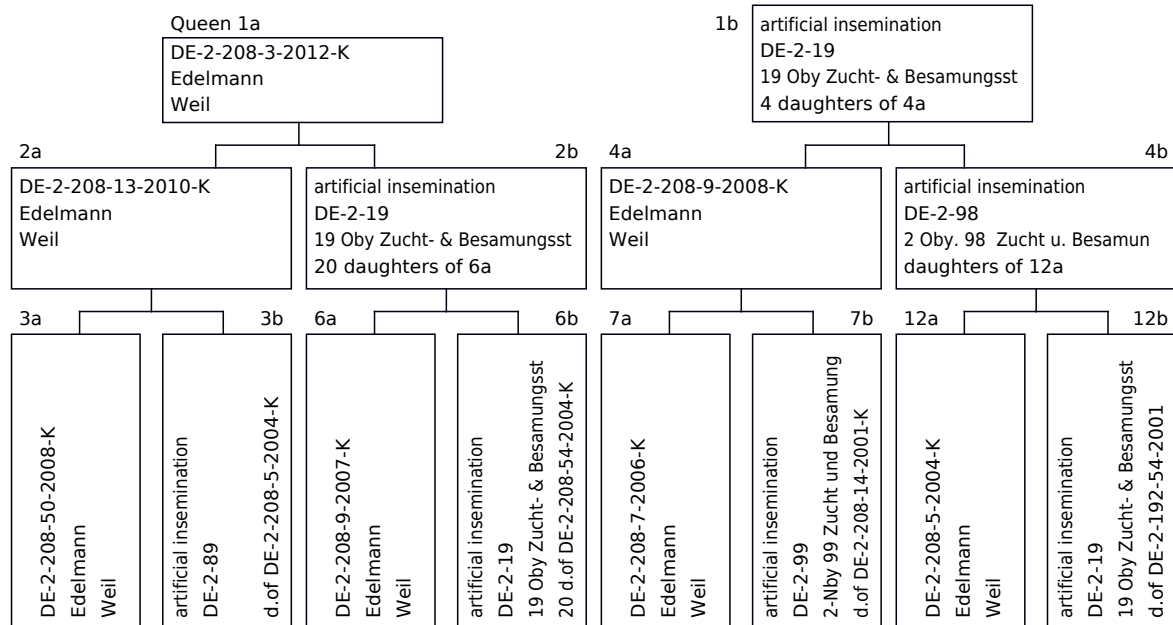 Queen 1a
DE-2-208-3-2012-K
Edelmann
Weil
1b
artificial insemination
DE-2-19
19 Oby Zucht- & Besamungsst
4 daughters of 4a
2a
DE-2-208-13-2010-K
Edelmann
Weil
2b
artificial insemination
DE-2-19
19 Oby Zucht- & Besamungsst
20 daughters of 6a
4a
DE-2-208-9-2008-K
Edelmann
Weil
4b
artificial insemination
DE-2-98
2 Oby. 98  Zucht u. Besamun
daughters of 12a
3a
DE-2-208-50-2008-K
Edelmann
Weil
3b
artificial insemination
DE-2-89
d.of DE-2-208-5-2004-K
6a
DE-2-208-9-2007-K
Edelmann
Weil
6b
artificial insemination
DE-2-19
19 Oby Zucht- & Besamungsst
20 d.of DE-2-208-54-2004-K
7a
DE-2-208-7-2006-K
Edelmann
Weil
7b
artificial insemination
DE-2-99
2-Nby 99 Zucht und Besamung
d.of DE-2-208-14-2001-K
12a
DE-2-208-5-2004-K
Edelmann
Weil
12b
artificial insemination
DE-2-19
19 Oby Zucht- & Besamungsst
d.of DE-2-192-54-2001